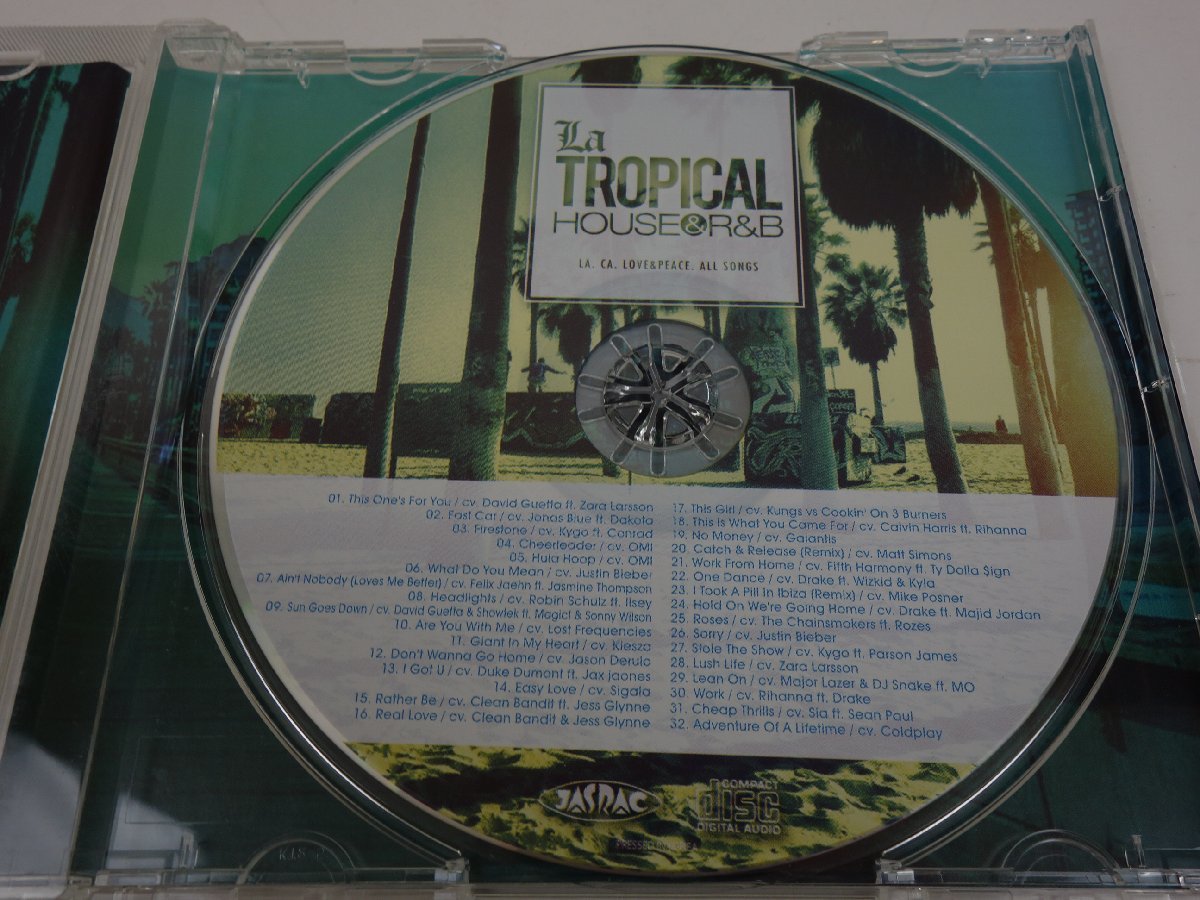 La
TROPICAL
HOUSE&R&B
LA. CA. LOVE&PEACE. ALL SONGS
01. This One's For You / cv. David Guetta ft. Zara Larsson
02. Fast Car / cv. Jonas Blue ft. Dakota
03. Firestone / cv. Kygo ft. Conrad
04. Cheerleader / cv. OMI
05. Hula Hoop / cv. OMI
06. What Do You Mean / cv. Justin Bieber
07. Ain't Nobody (Loves Me Better) / cv. Felix Jaehn ft. Jasmine Thompson
08. Headlights / cv. Robin Schulz ft. Ilsey
09. Sun Goes Down / cv. David Guetta & Showtek ft. Magic! & Sonny Wilson
10. Are You With Me / cv. Lost Frequencies
11. Giant In My Heart / cv. Kiesza
12. Don't Wanna Go Home / cv. Jason Derulo
13. I Got U / cv. Duke Dumont ft. Jax jaones
14. Easy Love / cv. Sigala
15. Rather Be / cv. Clean Bandit ft. Jess Glynne
16. Real Love / cv. Clean Bandit & Jess Glynne
17. This Girl / cv. Kungs vs Cookin' On 3 Burners
18. This Is What You Came For / cv. Calvin Harris ft. Rihanna
19. No Money / cv. Galantis
20. Catch & Release (Remix) / cv. Matt Simons
21. Work From Home / cv. Fifth Harmony ft. Ty Dolla $ign
22. One Dance / cv. Drake ft. Wizkid & Kyla
23. I Took A Pill In Ibiza (Remix) / cv. Mike Posner
24. Hold On We're Going Home / cv. Drake ft. Majid Jordan
25. Roses / cv. The Chainsmokers ft. Rozes
26. Sorry / cv. Justin Bieber
27. Stole The Show / cv. Kygo ft. Parson James
28. Lush Life / cv. Zara Larsson
29. Lean On / cv. Major Lazer & DJ Snake ft. MO
30. Work / cv. Rihanna ft. Drake
31. Cheap Thrills / cv. Sia ft. Sean Paul
32. Adventure Of A Lifetime / cv. Coldplay
JASRAC
COMPACT
disc
DIGITAL AUDIO